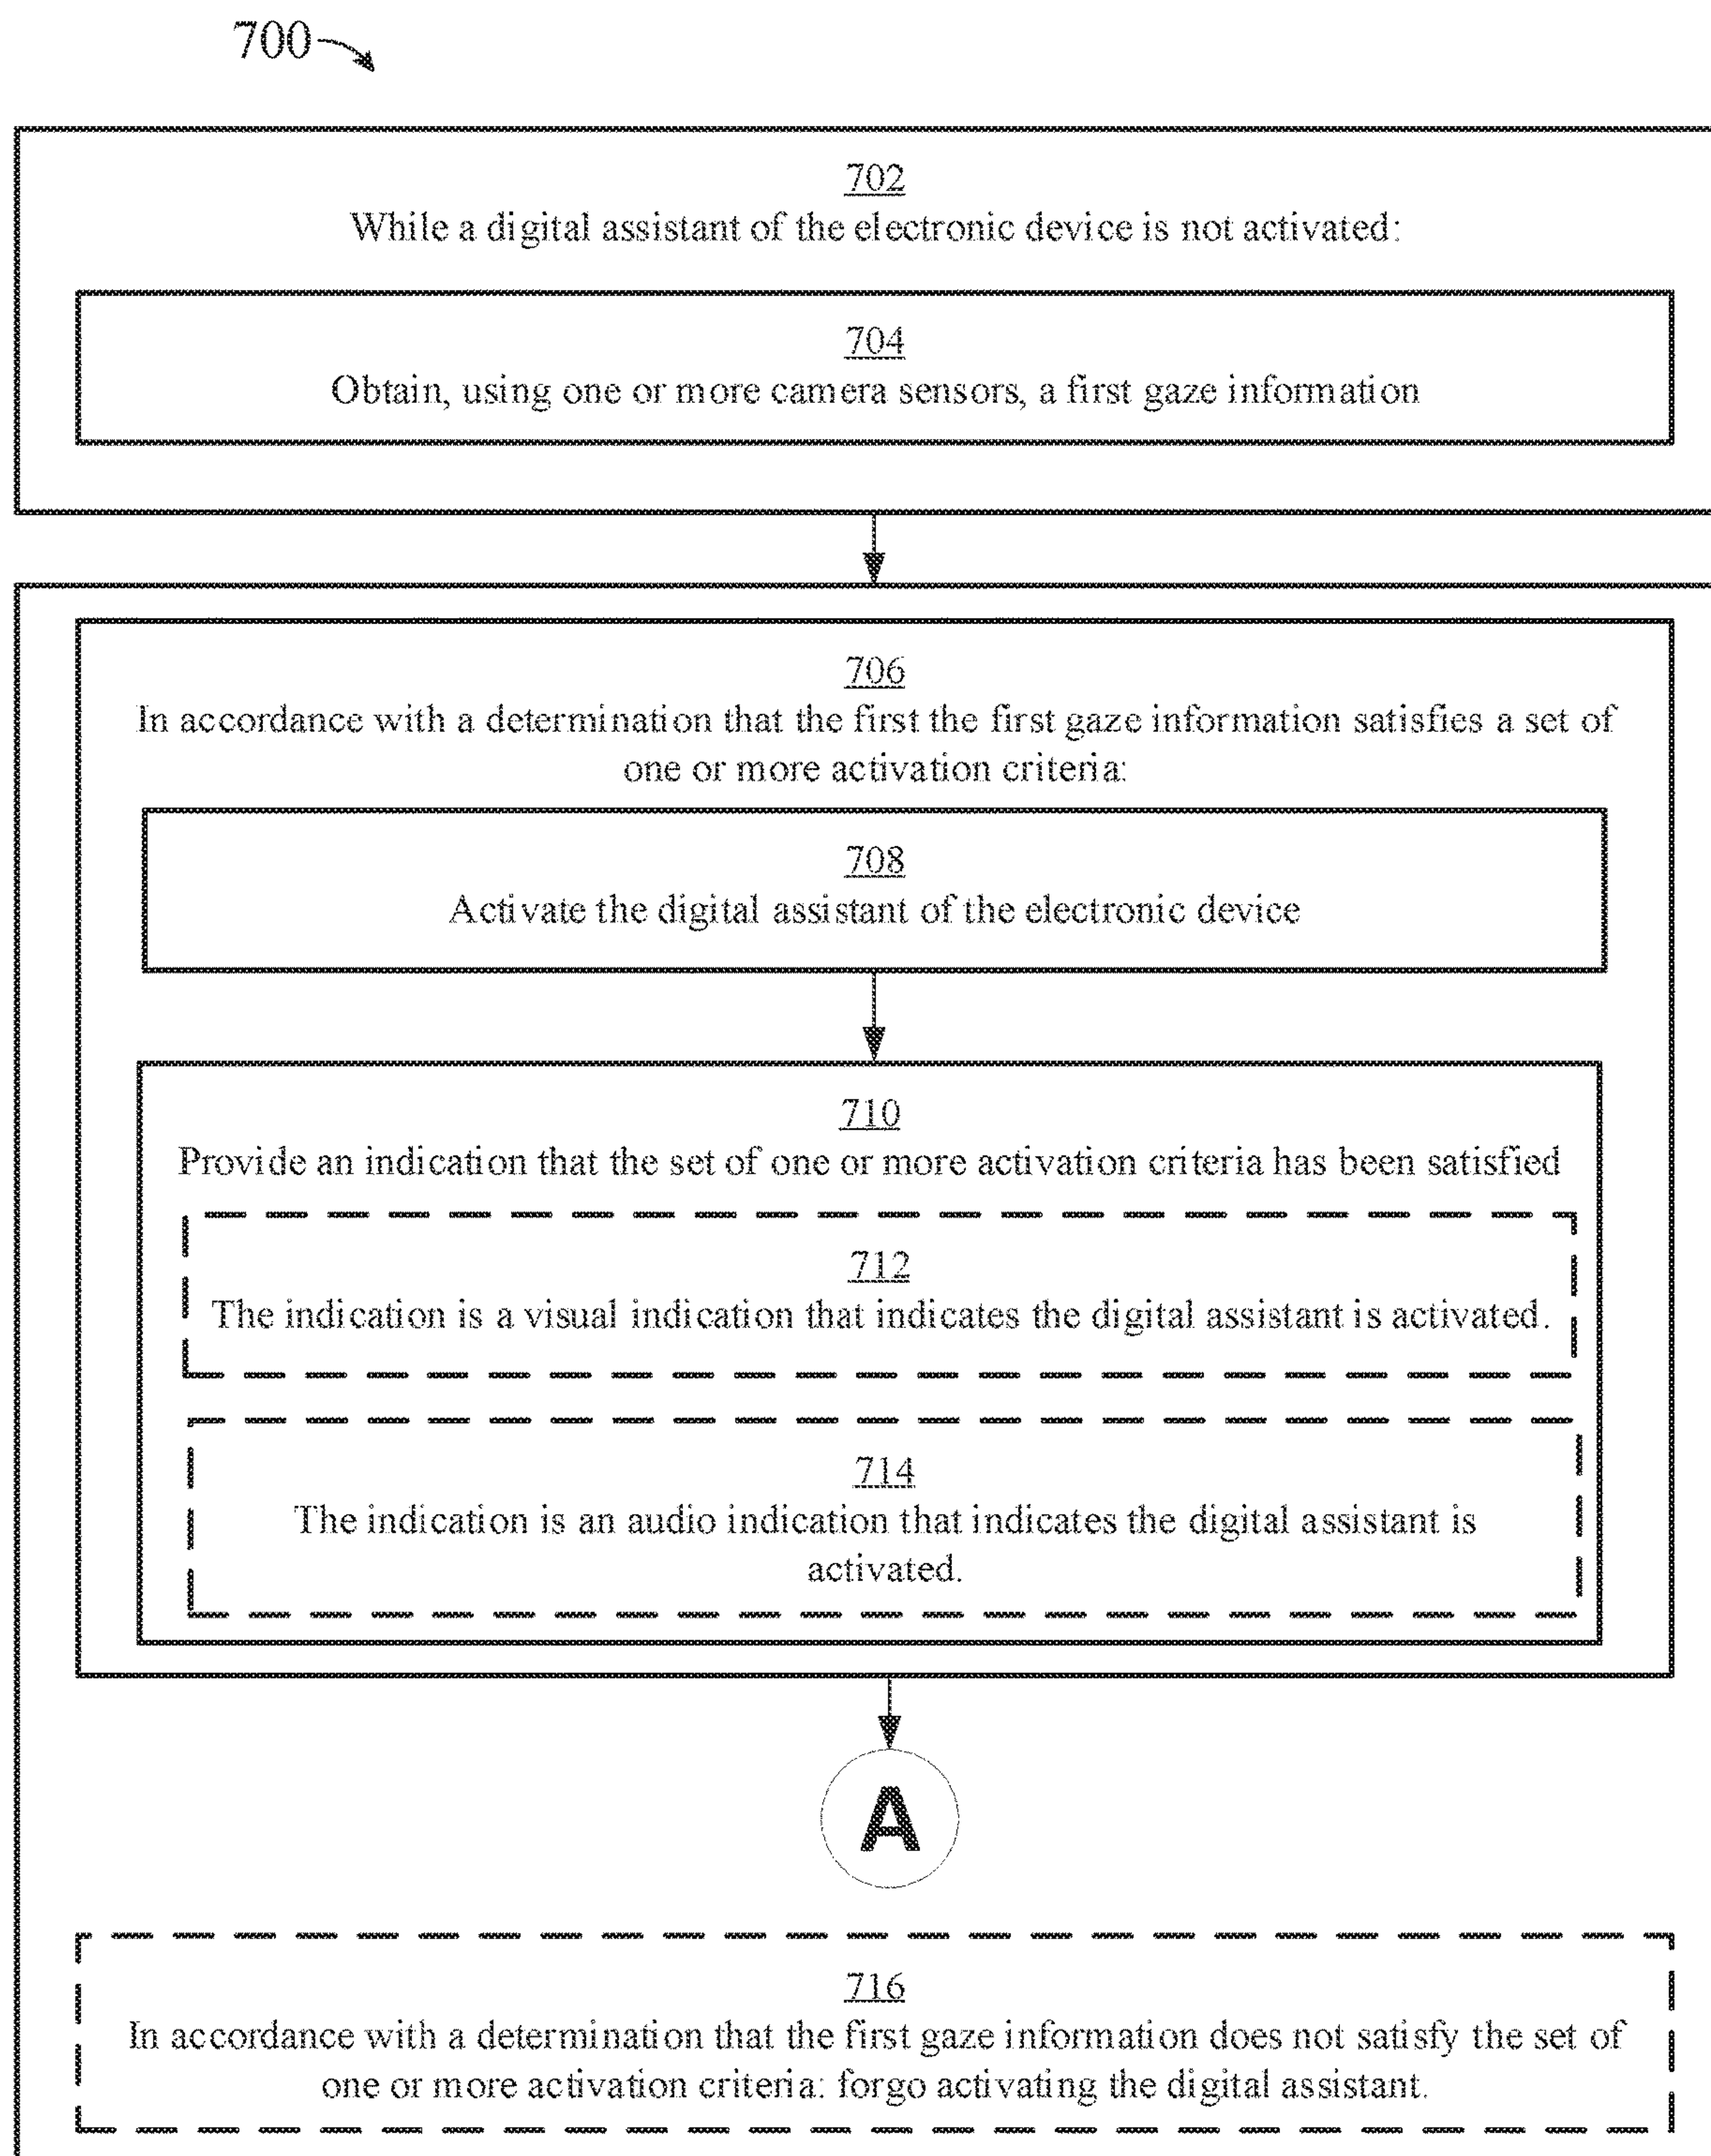 700
702
While a digital assistant of the electronic device is not activated:
704
Obtain, using one or more camera sensors, a first gaze information
706
In accordance with a determination that the first the first gaze information satisfies a set of
one or more activation criteria:
708
Activate the digital assistant of the electronic device
710
Provide an indication that the set of one or more activation criteria has been satisfied
712
The indication is a visual indication that indicates the digital assistant is activated.
714
The indication is an audio indication that indicates the digital assistant is
activated.
A
716
In accordance with a determination that the first gaze information does not satisfy the set of
one or more activation criteria: forgo activating the digital assistant.